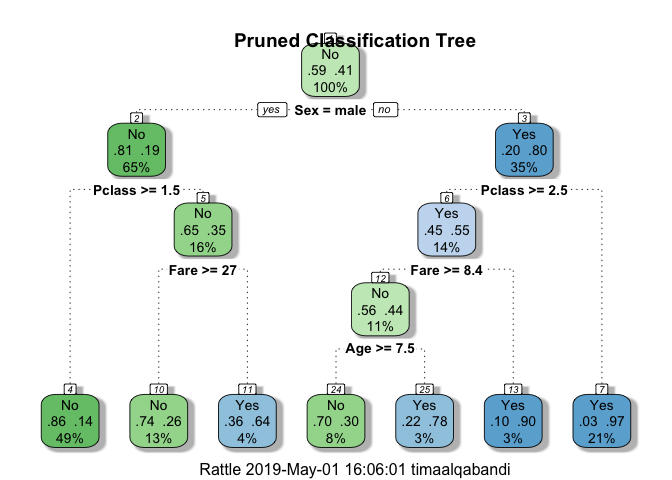 Pruned Classification Tree
1
No
.59 .41
100%
yes Sex = male no
2
No
.81 .19
65%
3
Yes
.20 .80
35%
Pclass >= 1.5
Pclass >= 2.5
5
No
.65 .35
16%
6
Yes
.45 .55
14%
Fare >= 27
Fare >= 8.4
12
No
.56 .44
11%
Age >= 7.5
4
No
.86 .14
49%
10
No
.74 .26
13%
11
Yes
.36 .64
4%
24
No
.70 .30
8%
25
Yes
.22 .78
3%
13
Yes
.10 .90
3%
7
Yes
.03 .97
21%
Rattle 2019-May-01 16:06:01 timaalqabandi